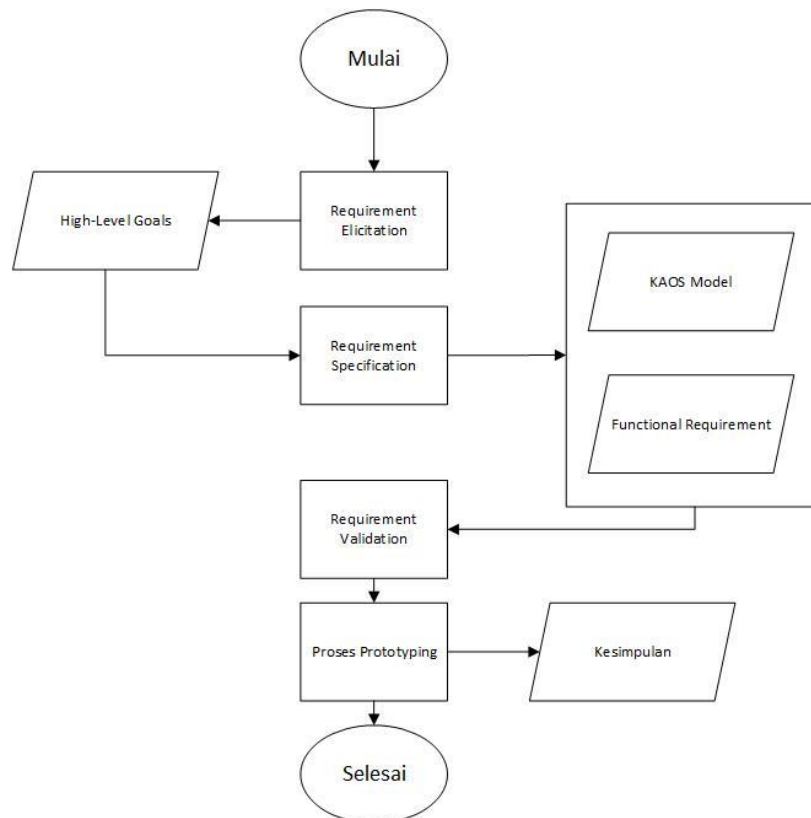 Mulai
Requirement
Elicitation
High-Level Goals
Requirement
Specification
KAOS Model
Functional Requirement
Requirement
Validation
Proses Prototyping
Kesimpulan
Selesai